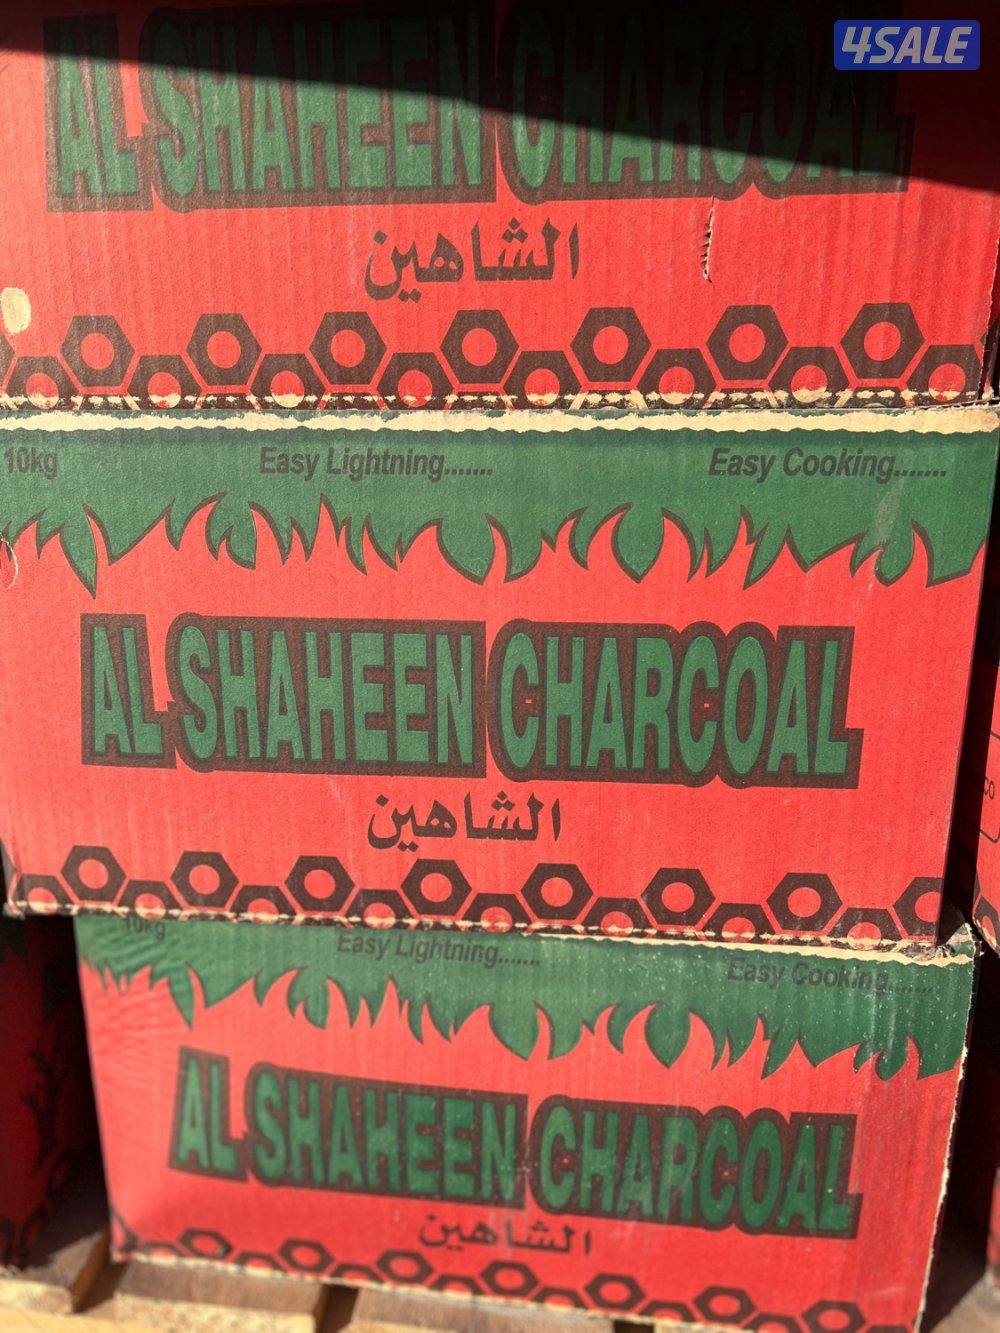 4SALE
AL SHAHEEN CHARCOAL
الشاهين
10kg
Easy Lightning.......
Easy Cooking.......
AL SHAHEEN CHARCOAL
الشاهين
10kg
Easy Lightning.......
Easy Cooking.......
AL SHAHEEN CHARCOAL
الشاهين